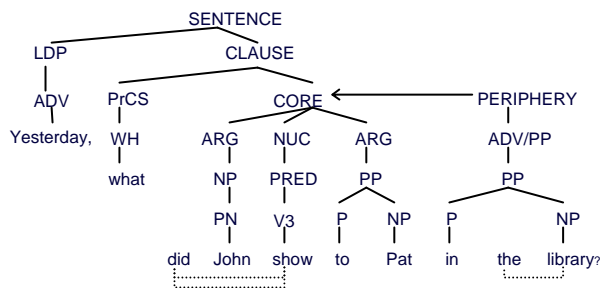 SENTENCE
LDP CLAUSE
ADV PrCS CORE PERIPHERY
Yesterday, WH ARG NUC ARG ADV/PP
what NP PRED PP PP
PN V3 P NP P NP
did John show to Pat in the library?